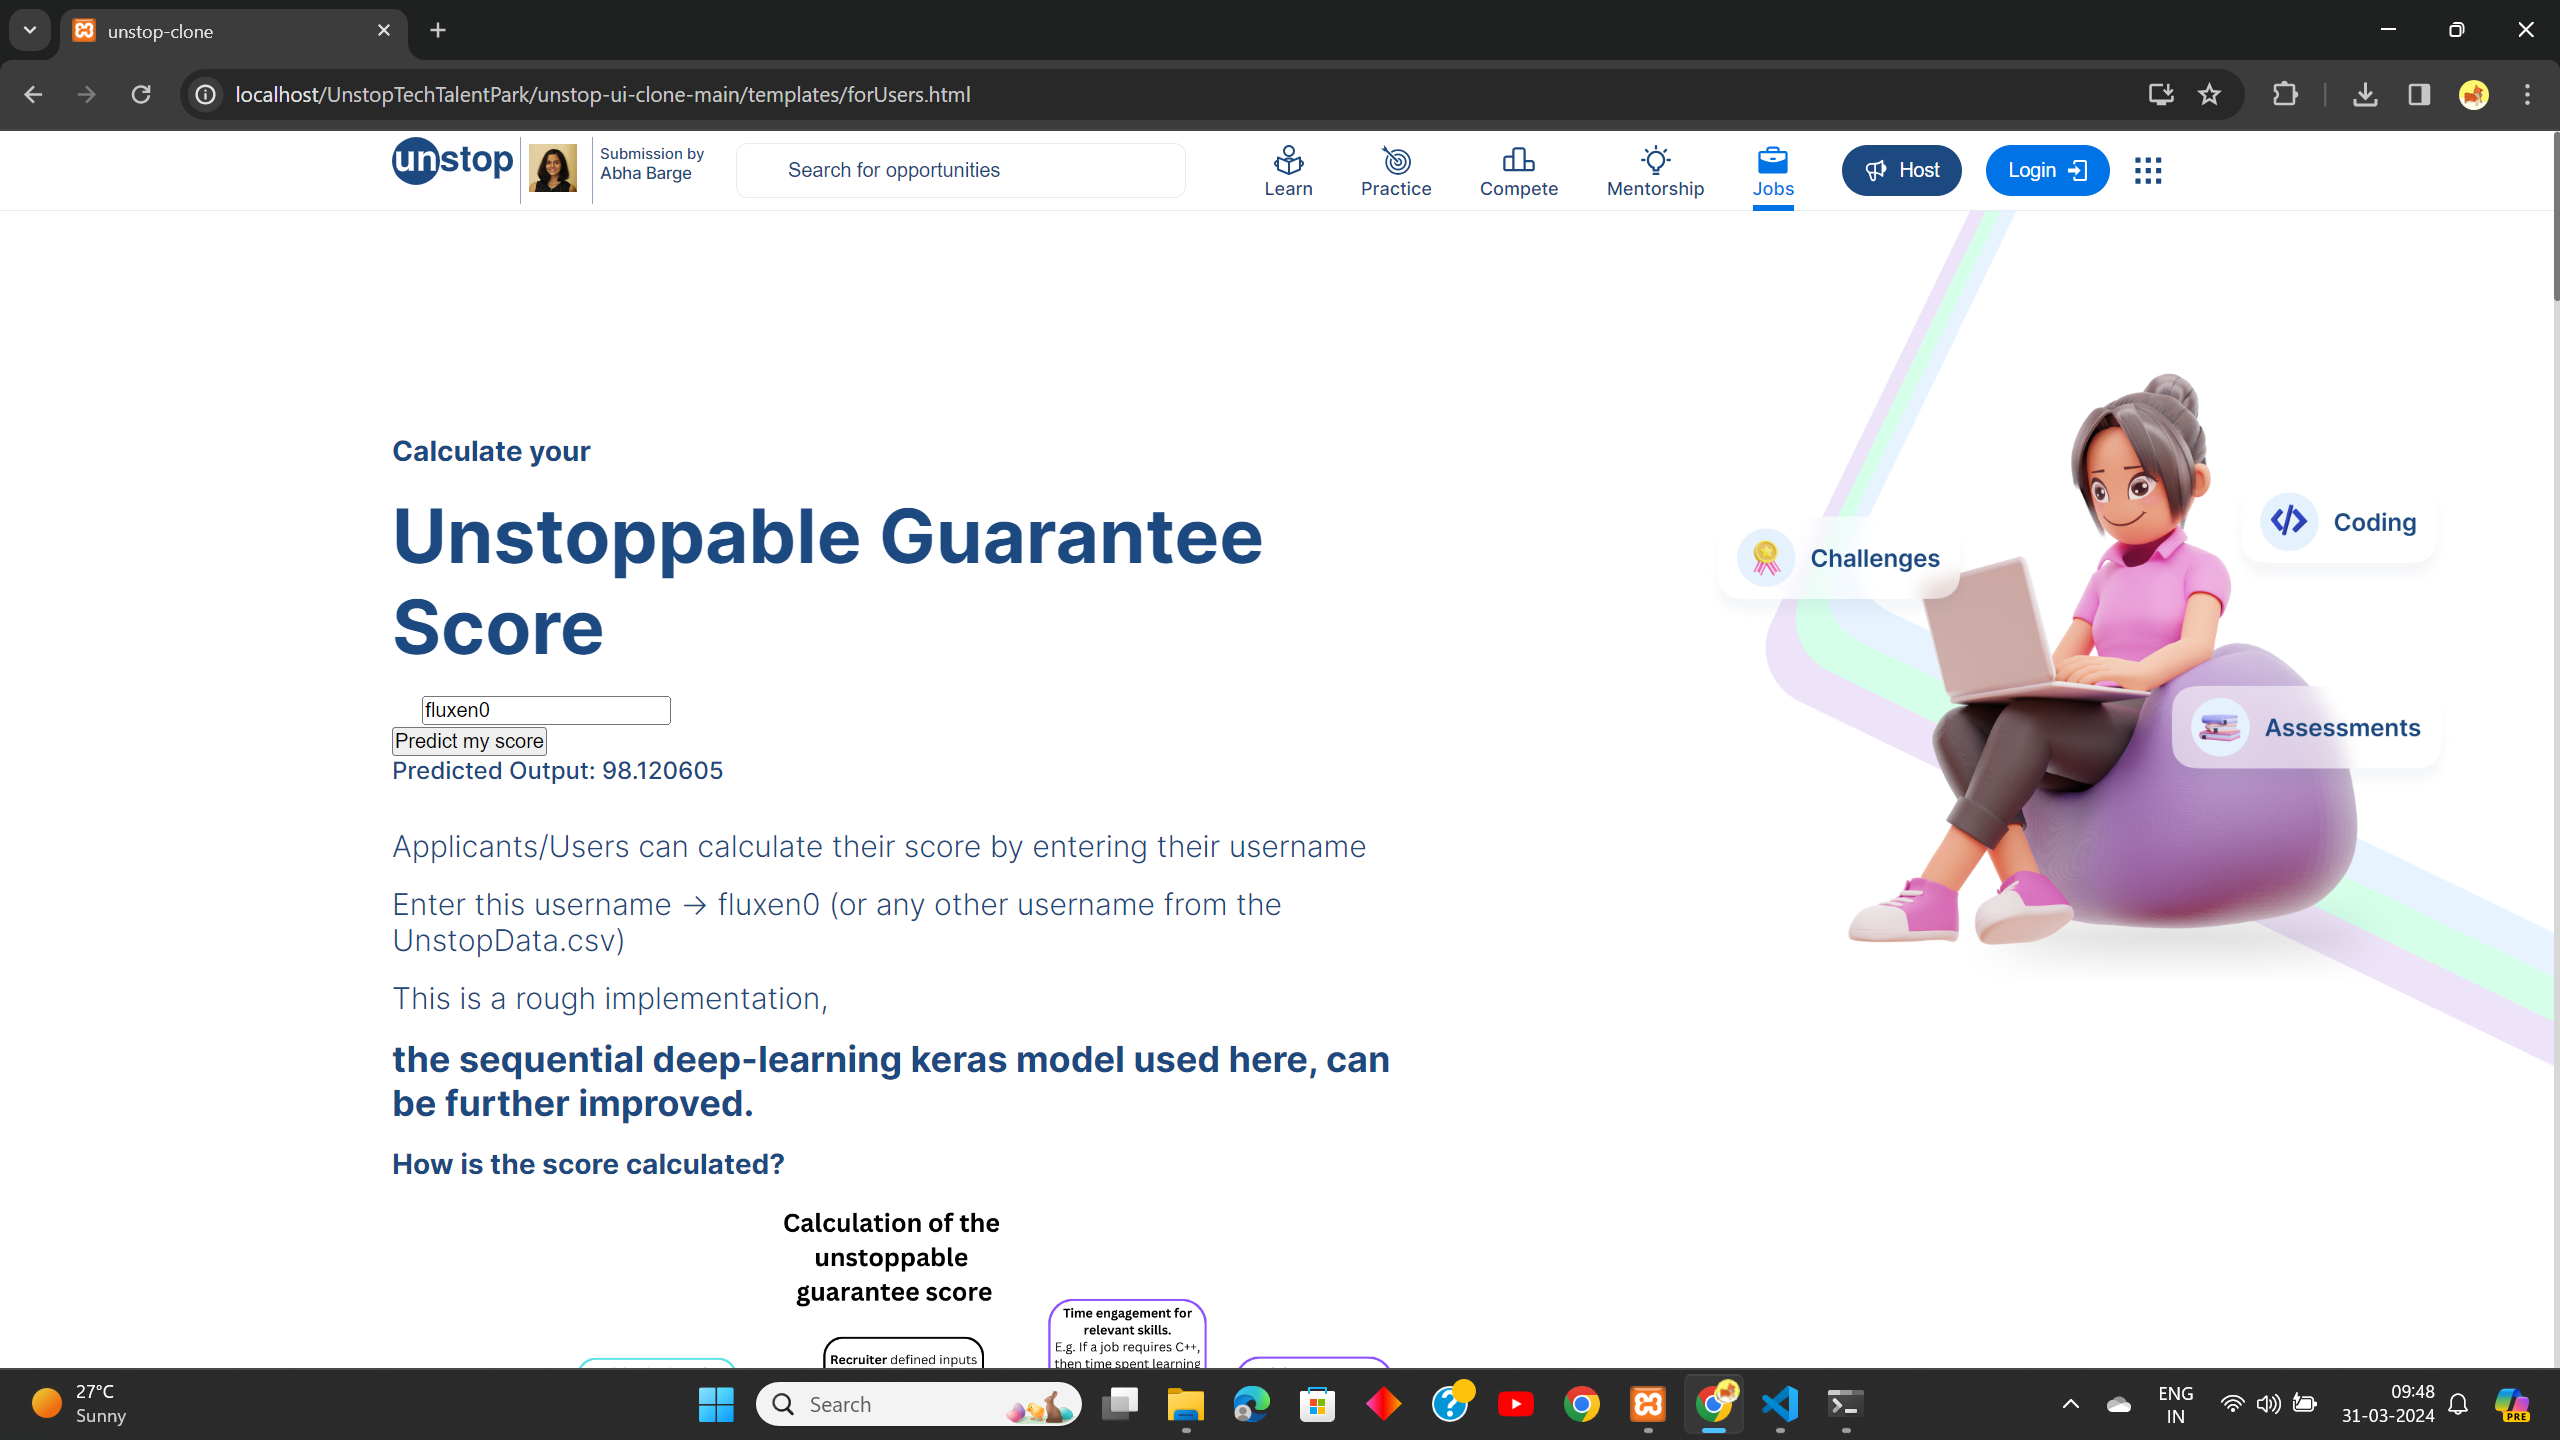 unstop-clone
localhost/UnstopTechTalentPark/unstop-ui-clone-main/templates/forUsers.html
unstop
Submission by
Abha Barge
Search for opportunities
Learn
Practice
Compete
Mentorship
Jobs
Host
Login
Calculate your
Unstoppable Guarantee
Score
Challenges
Coding
Assessments
fluxen0
Predict my score
Predicted Output: 98.120605
Applicants/Users can calculate their score by entering their username
Enter this username → fluxen0 (or any other username from the
UnstopData.csv)
This is a rough implementation,
the sequential deep-learning keras model used here, can
be further improved.
How is the score calculated?
Calculation of the
unstoppable
guarantee score
Time engagement for
relevant skills.
E.g. If a job requires C++,
then time spent learning
Recruiter defined inputs
27°C
Sunny
Search
ENG
IN
09:48
31-03-2024
PRE